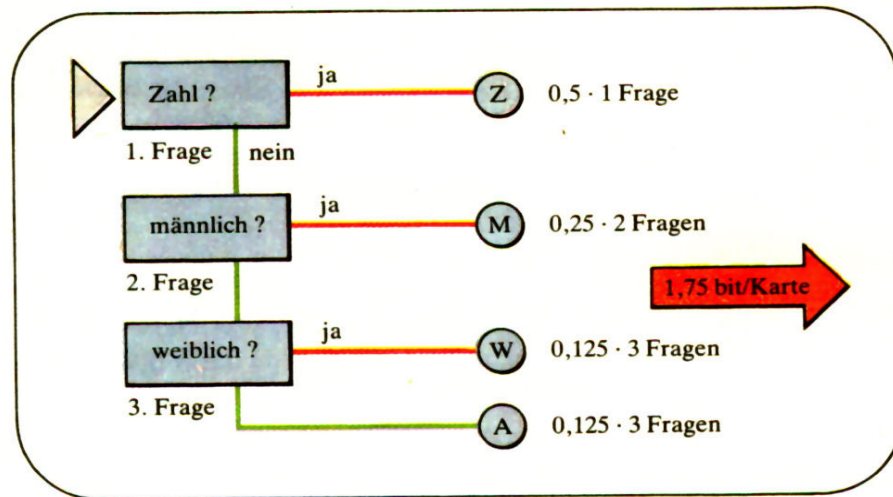 Zahl ?
ja
Z
0,5 · 1 Frage
1. Frage
nein
männlich ?
ja
M
0,25 · 2 Fragen
2. Frage
1,75 bit/Karte
weiblich ?
ja
W
0,125 · 3 Fragen
3. Frage
A
0,125 · 3 Fragen